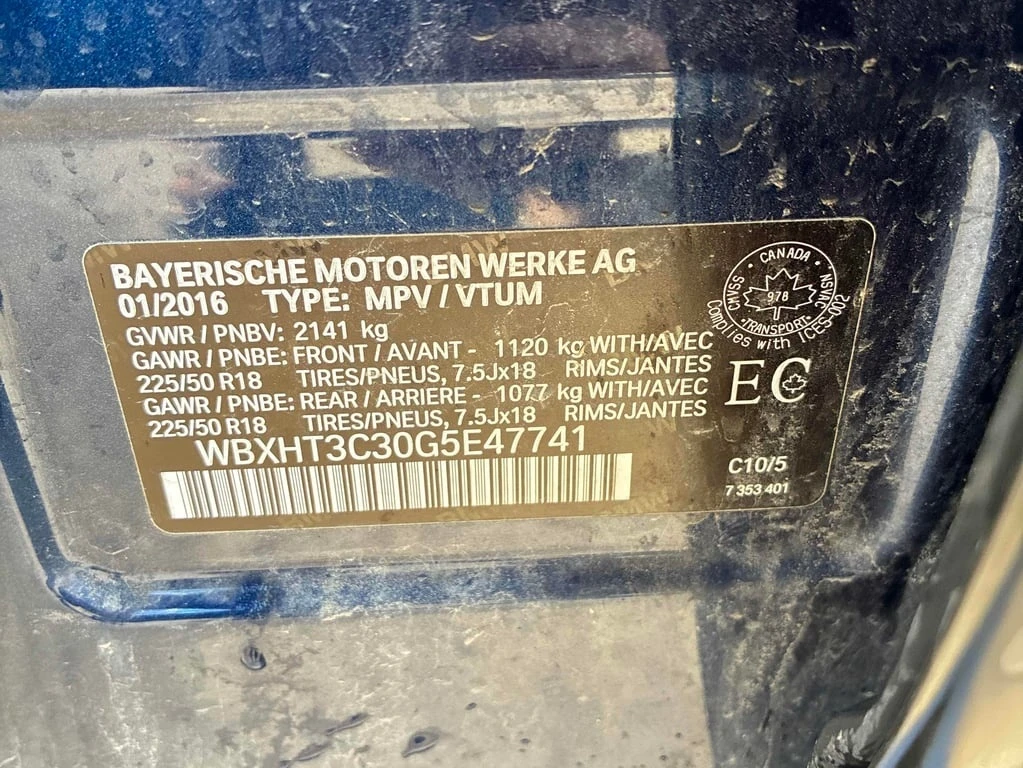 BAYERISCHE MOTOREN WERKE AG
01/2016 TYPE: MPV / VTUM
GVWR / PNBV: 2141 kg
GAWR / PNBE: FRONT / AVANT - 1120 kg WITH/AVEC
225/50 R18 TIRES/PNEUS, 7.5Jx18 RIMS/JANTES
GAWR / PNBE: REAR / ARRIERE - 1077 kg WITH/AVEC
225/50 R18 TIRES/PNEUS, 7.5Jx18 RIMS/JANTES
WBXHT3C30G5E47741
CANADA
CMVSS
NSVAC
978
TRANSPORT
Complies with ICES-002
EC
C10/5
7 353 401